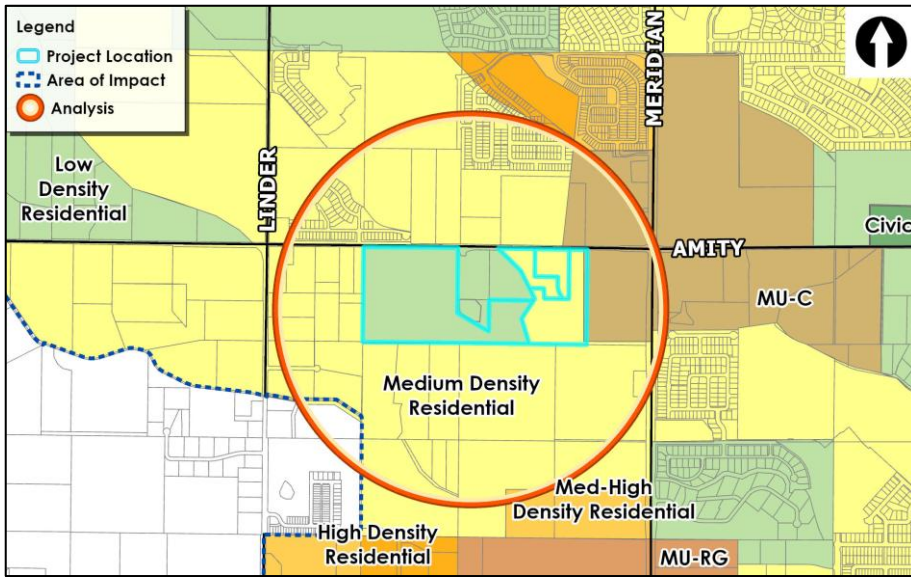 Legend
Project Location
Area of Impact
Analysis
MERIDIAN
LINDER
Low
Density
Residential
Civic
AMITY
MU-C
Medium Density
Residential
Med-High
Density Residential
High Density
Residential
MU-RG